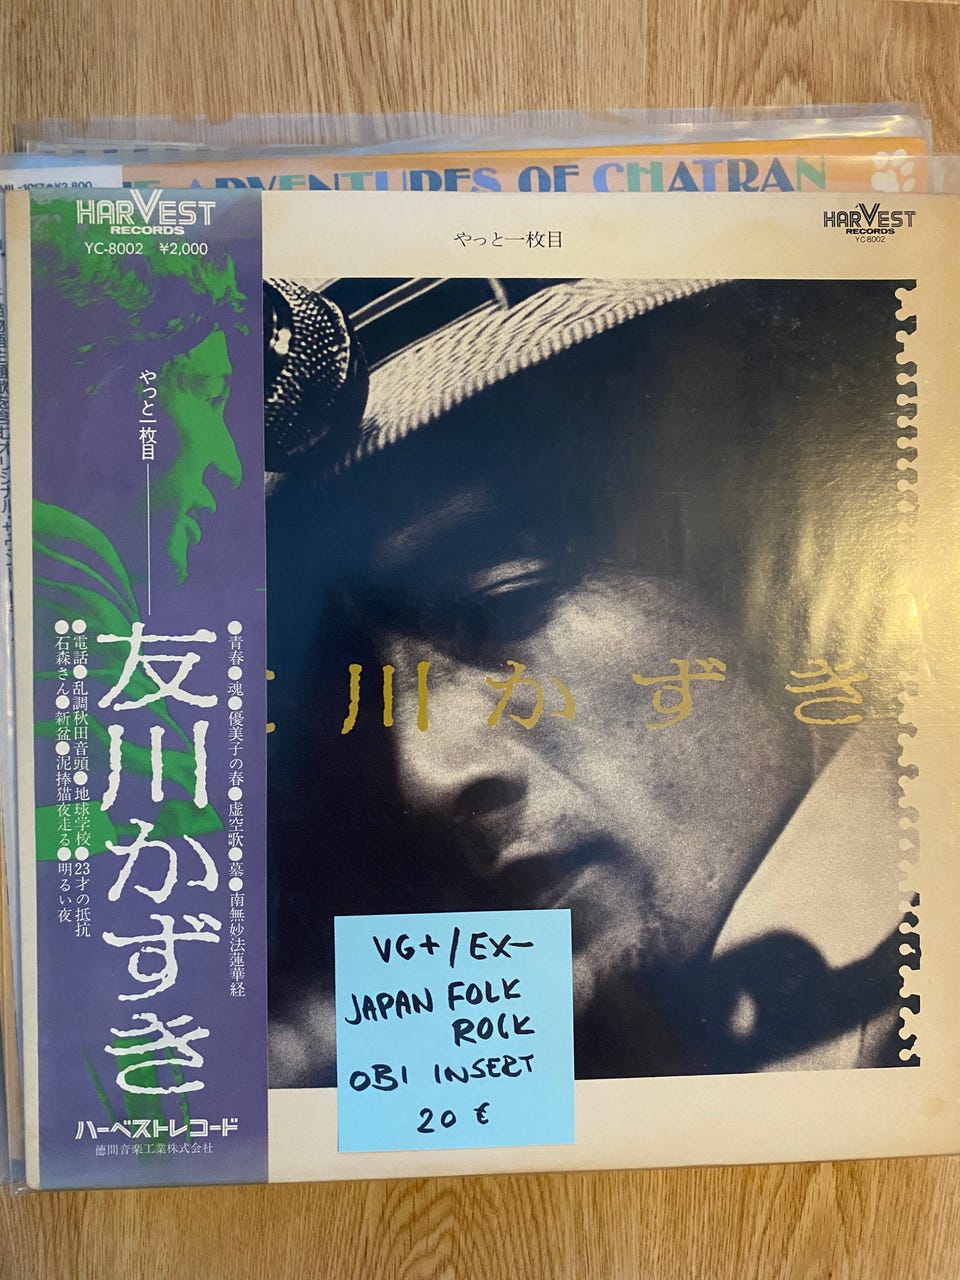 THE ADVENTURES OF CHATRAN
¥2,800
HARVEST
RECORDS
YC-8002 ¥2,000
やっと一枚目
HARVEST
RECORDS
YC-8002
やっと一枚目
友川かずき
●青春●魂●優美子の春●虚空歌●墓●南無妙法蓮華経
●電話●乱調秋田音頭●地球学校●23才の抵抗
●石森さん●新盆●泥棒猫夜走る●明るい夜
川かずき
VG+/EX-
JAPAN FOLK
ROCK
OBI INSERT
20 €
ハーベストレコード
徳間音楽工業株式会社